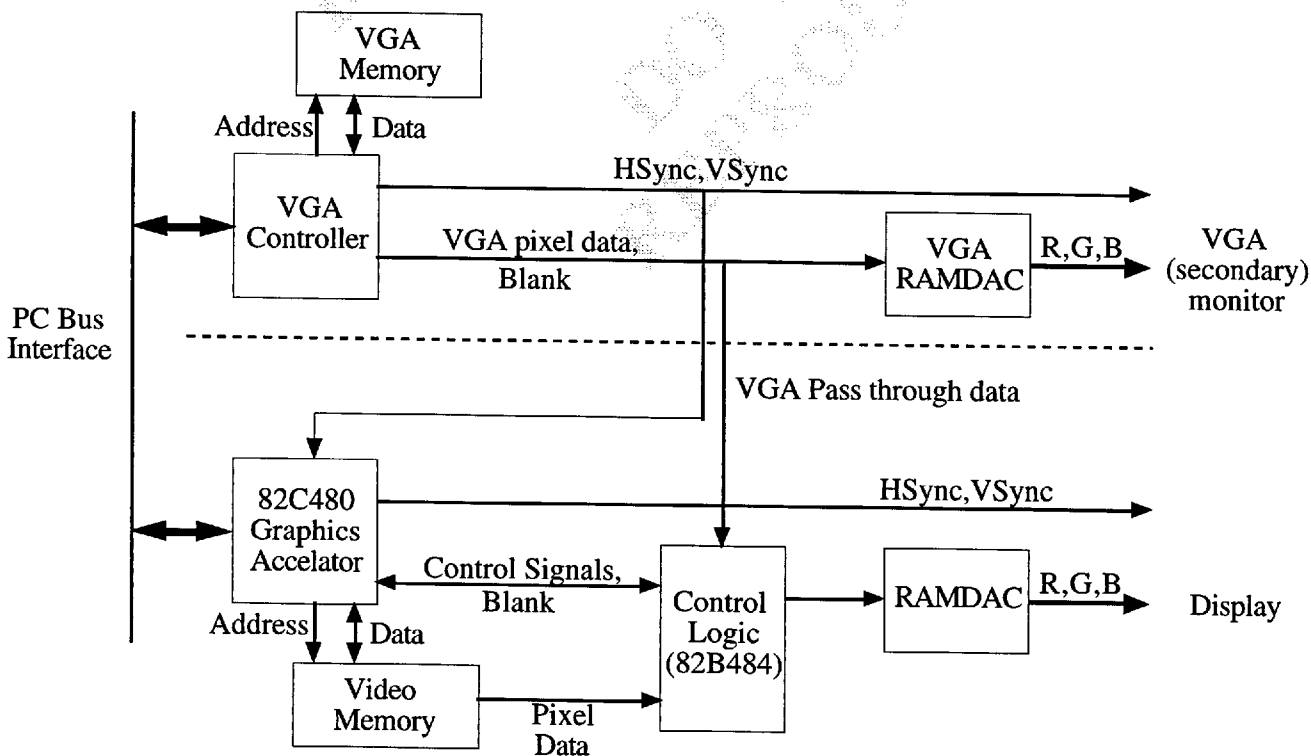 VGA
Memory
Address
Data
HSync,VSync
VGA
Controller
VGA pixel data,
Blank
VGA
RAMDAC
R,G,B
VGA
(secondary)
monitor
PC Bus
Interface
VGA Pass through data
82C480
Graphics
Accelator
HSync,VSync
Control Signals,
Blank
Control
Logic
(82B484)
RAMDAC
R,G,B
Display
Address
Data
Video
Memory
Pixel
Data